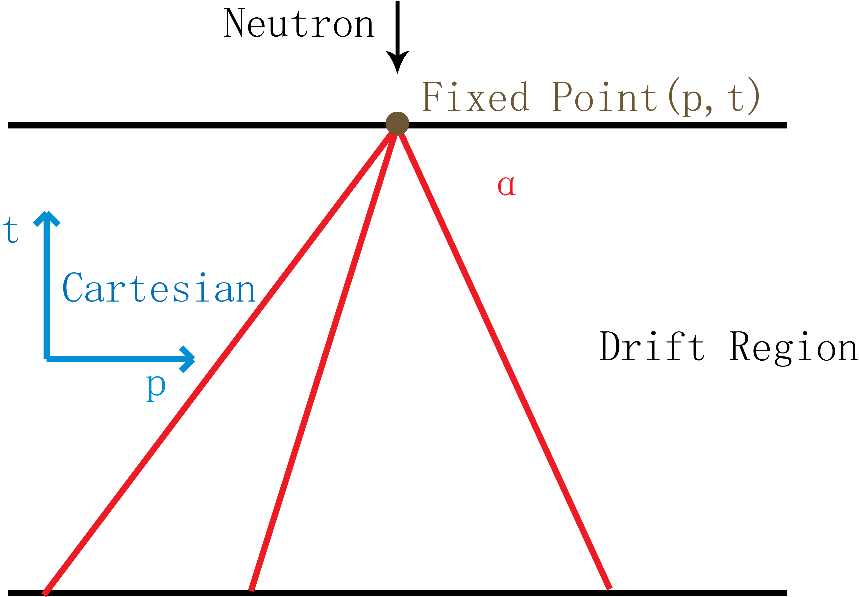 Neutron
Fixed Point(p,t)
α
t
Cartesian
Drift Region
p